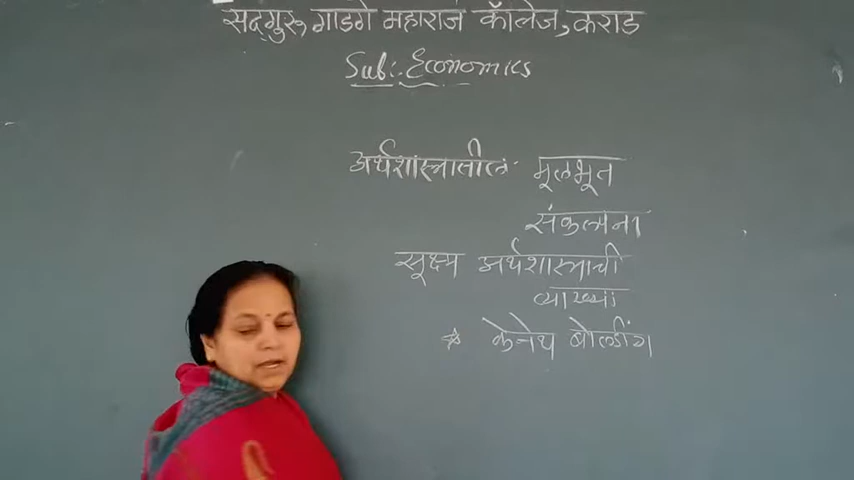 सद्गुरु गाडगे महाराज कॉलेज, कराड
Sub:- Economics
अर्थशास्त्रातील मूलभूत
संकल्पना
सूक्ष्म अर्थशास्त्राची
व्याख्या
* केनेथ बोल्डींग